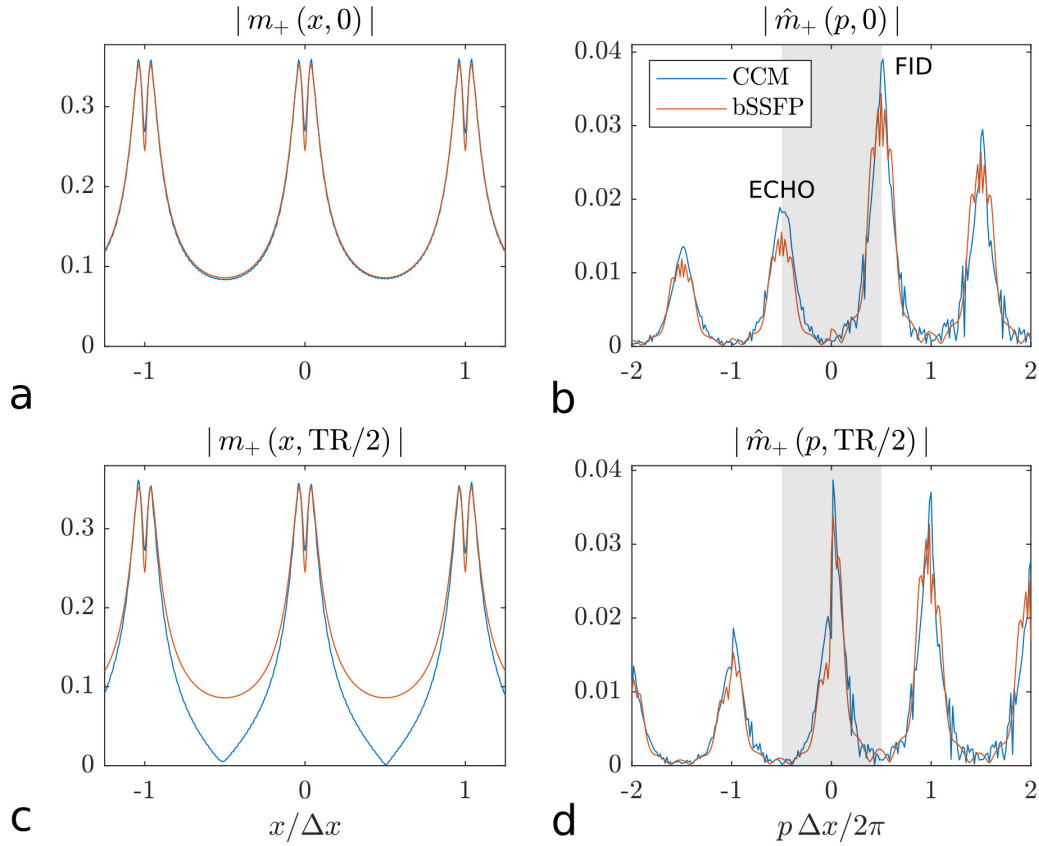 | m₊ (x, 0) |
0.3
0.2
0.1
0
-1
0
1
a
| m̂₊ (p, 0) |
0.04
0.03
0.02
0.01
0
CCM
bSSFP
FID
ECHO
-2
-1
0
1
2
b
| m₊ (x, TR/2) |
0.3
0.2
0.1
0
-1
0
1
x/Δx
c
| m̂₊ (p, TR/2) |
0.04
0.03
0.02
0.01
0
-2
-1
0
1
2
p Δx/2π
d